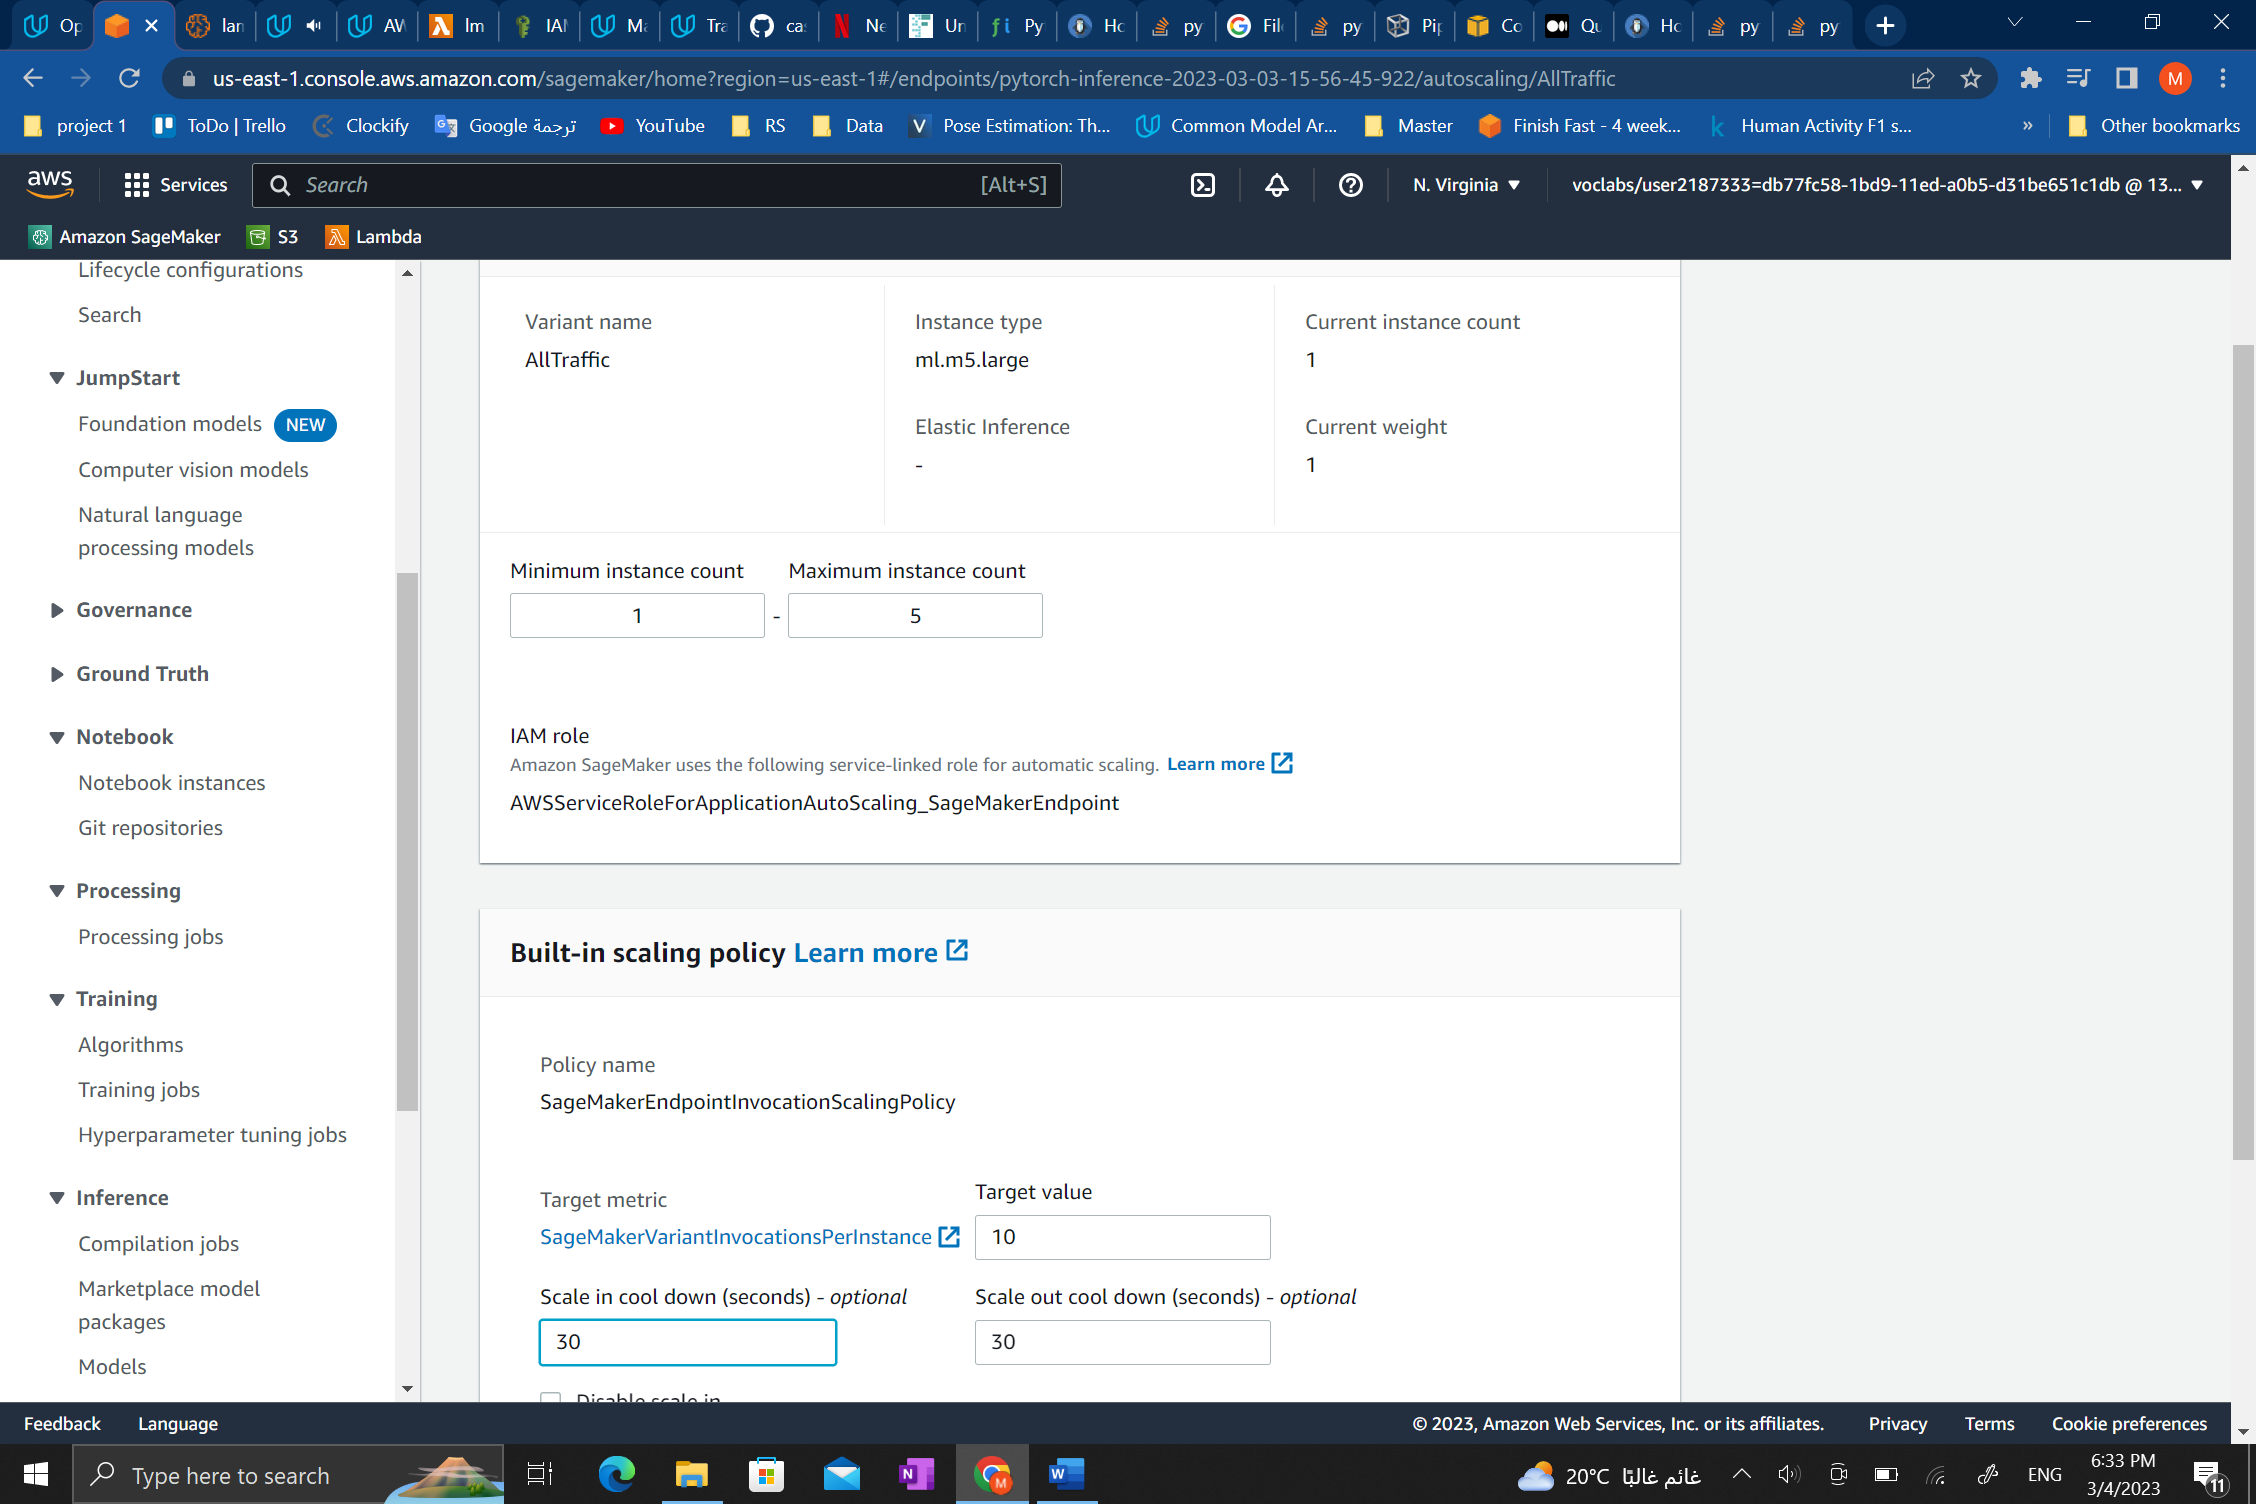 Op
lar
AW
Im
IAM
Ma
Tra
ca
Ne
Un
fi Py
Ho
py
File
py
Pip
Co
Qu
Ho
py
py
us-east-1.console.aws.amazon.com/sagemaker/home?region=us-east-1#/endpoints/pytorch-inference-2023-03-03-15-56-45-922/autoscaling/AllTraffic
M
project 1
ToDo | Trello
Clockify
Google ترجمة
YouTube
RS
Data
Pose Estimation: Th...
Common Model Ar...
Master
Finish Fast - 4 week...
Human Activity F1 s...
»
Other bookmarks
aws
Services
Search
[Alt+S]
N. Virginia
voclabs/user2187333=db77fc58-1bd9-11ed-a0b5-d31be651c1db @ 13...
Amazon SageMaker
S3
Lambda
Lifecycle configurations
Search
JumpStart
Foundation models NEW
Computer vision models
Natural language
processing models
Governance
Ground Truth
Notebook
Notebook instances
Git repositories
Processing
Processing jobs
Training
Algorithms
Training jobs
Hyperparameter tuning jobs
Inference
Compilation jobs
Marketplace model
packages
Models
Variant name
AllTraffic
Instance type
ml.m5.large
Elastic Inference
-
Current instance count
1
Current weight
1
Minimum instance count
Maximum instance count
1 - 5
IAM role
Amazon SageMaker uses the following service-linked role for automatic scaling. Learn more
AWSServiceRoleForApplicationAutoScaling_SageMakerEndpoint
Built-in scaling policy Learn more
Policy name
SageMakerEndpointInvocationScalingPolicy
Target metric
SageMakerVariantInvocationsPerInstance
Target value
10
Scale in cool down (seconds) - optional
30
Scale out cool down (seconds) - optional
30
Disable scale in
Feedback
Language
© 2023, Amazon Web Services, Inc. or its affiliates.
Privacy
Terms
Cookie preferences
Type here to search
20°C غائم غالبًا
ENG
6:33 PM
3/4/2023
11